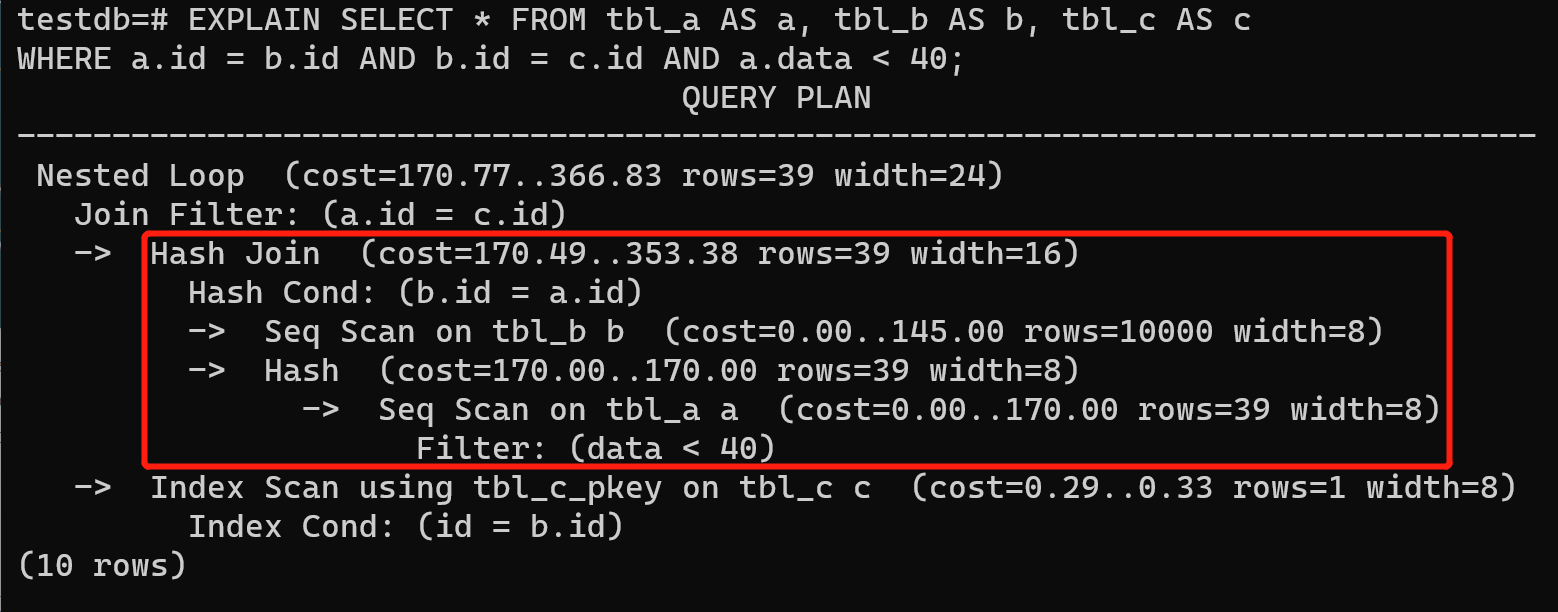 testdb=# EXPLAIN SELECT * FROM tbl_a AS a, tbl_b AS b, tbl_c AS c
WHERE a.id = b.id AND b.id = c.id AND a.data < 40;
                                   QUERY PLAN
--------------------------------------------------------------------------------
 Nested Loop  (cost=170.77..366.83 rows=39 width=24)
   Join Filter: (a.id = c.id)
   ->  Hash Join  (cost=170.49..353.38 rows=39 width=16)
         Hash Cond: (b.id = a.id)
         ->  Seq Scan on tbl_b b  (cost=0.00..145.00 rows=10000 width=8)
         ->  Hash  (cost=170.00..170.00 rows=39 width=8)
               ->  Seq Scan on tbl_a a  (cost=0.00..170.00 rows=39 width=8)
                     Filter: (data < 40)
   ->  Index Scan using tbl_c_pkey on tbl_c c  (cost=0.29..0.33 rows=1 width=8)
         Index Cond: (id = b.id)
(10 rows)